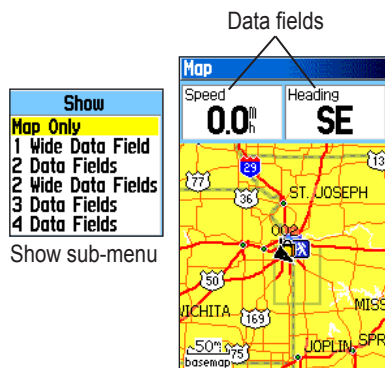 Data fields
Map
Speed
0.0 m/h
Heading
SE
Show
Map Only
1 Wide Data Field
2 Data Fields
2 Wide Data Fields
3 Data Fields
4 Data Fields
Show sub-menu
29
13
77
36
ST. JOSEPH
002
50
MISS
VICHITA
169
50m
75
JOPLIN
SPR
basemap